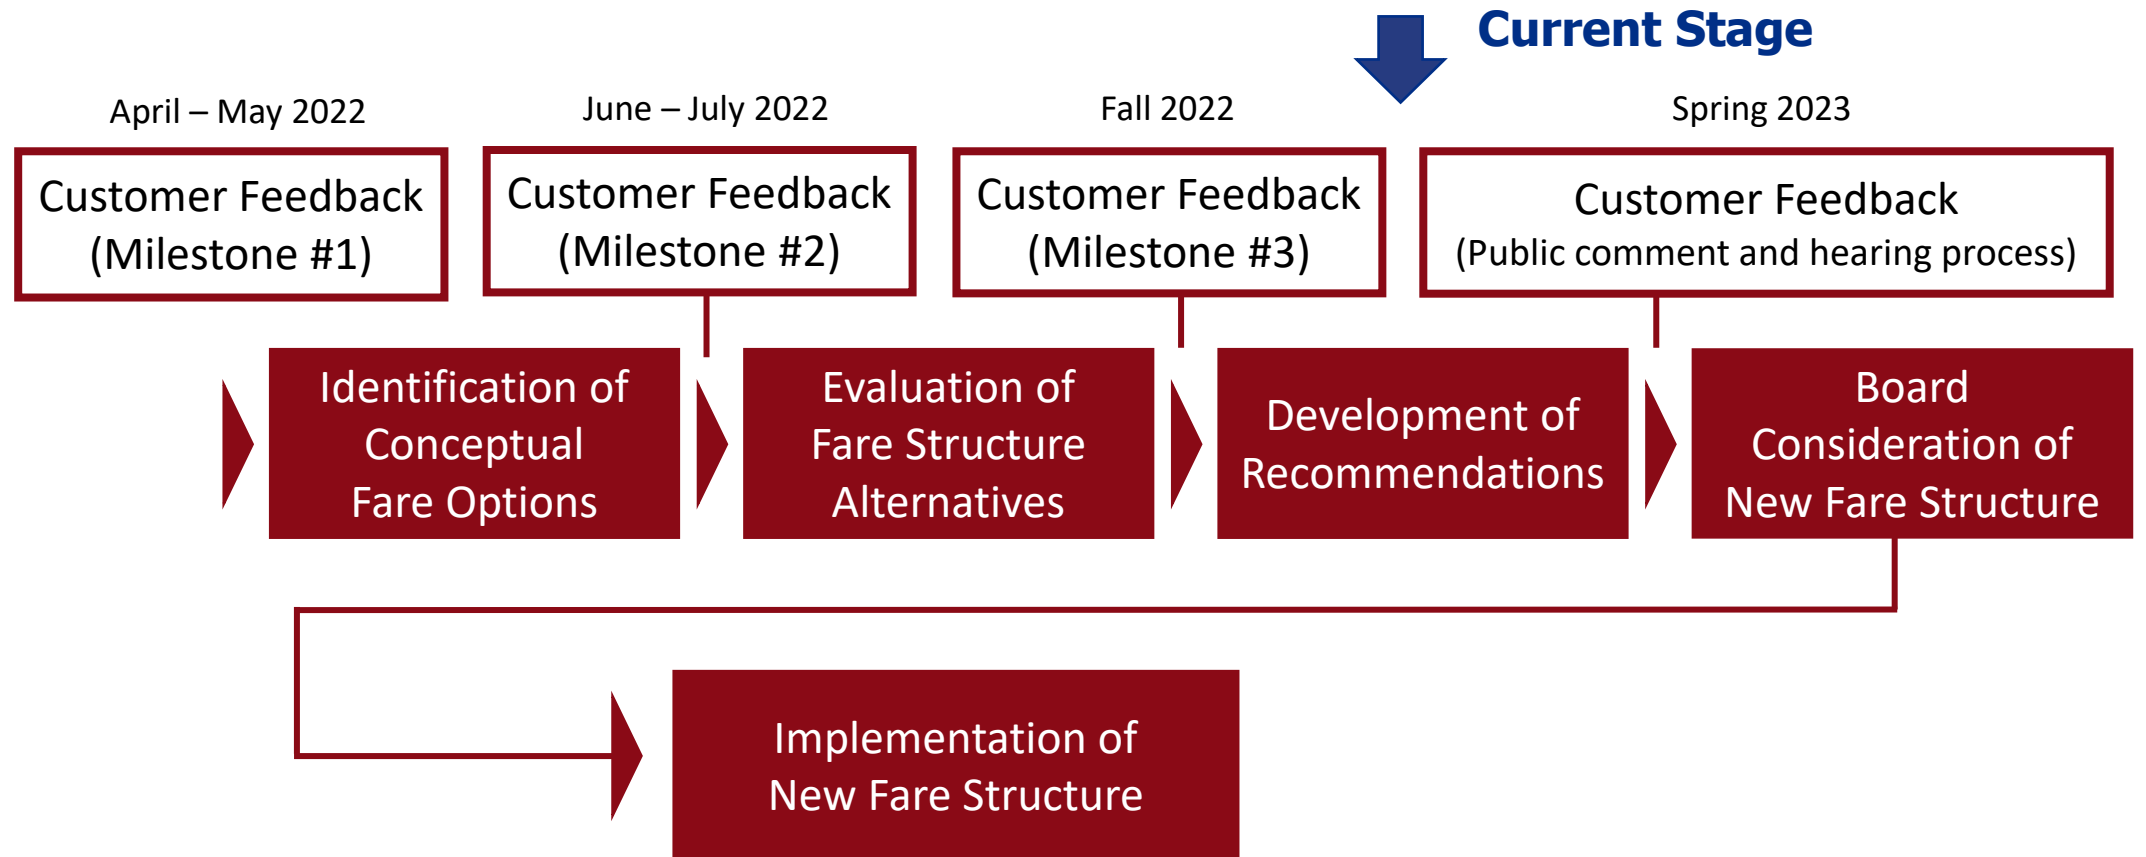 Current Stage
April – May 2022
June – July 2022
Fall 2022
Spring 2023
Customer Feedback
(Milestone #1)
Customer Feedback
(Milestone #2)
Customer Feedback
(Milestone #3)
Customer Feedback
(Public comment and hearing process)
Identification of
Conceptual
Fare Options
Evaluation of
Fare Structure
Alternatives
Development of
Recommendations
Board
Consideration of
New Fare Structure
Implementation of
New Fare Structure